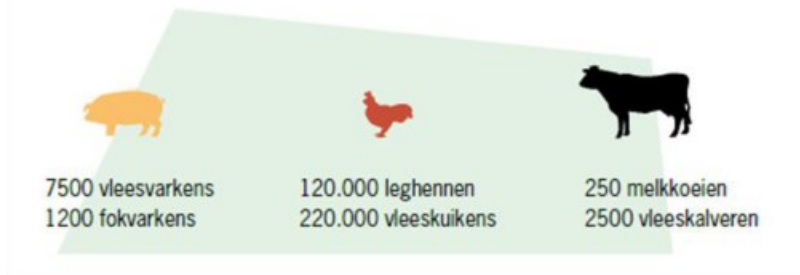 7500 vleesvarkens
1200 fokvarkens
120.000 leghennen
220.000 vleeskuikens
250 melkkoeien
2500 vleeskalveren